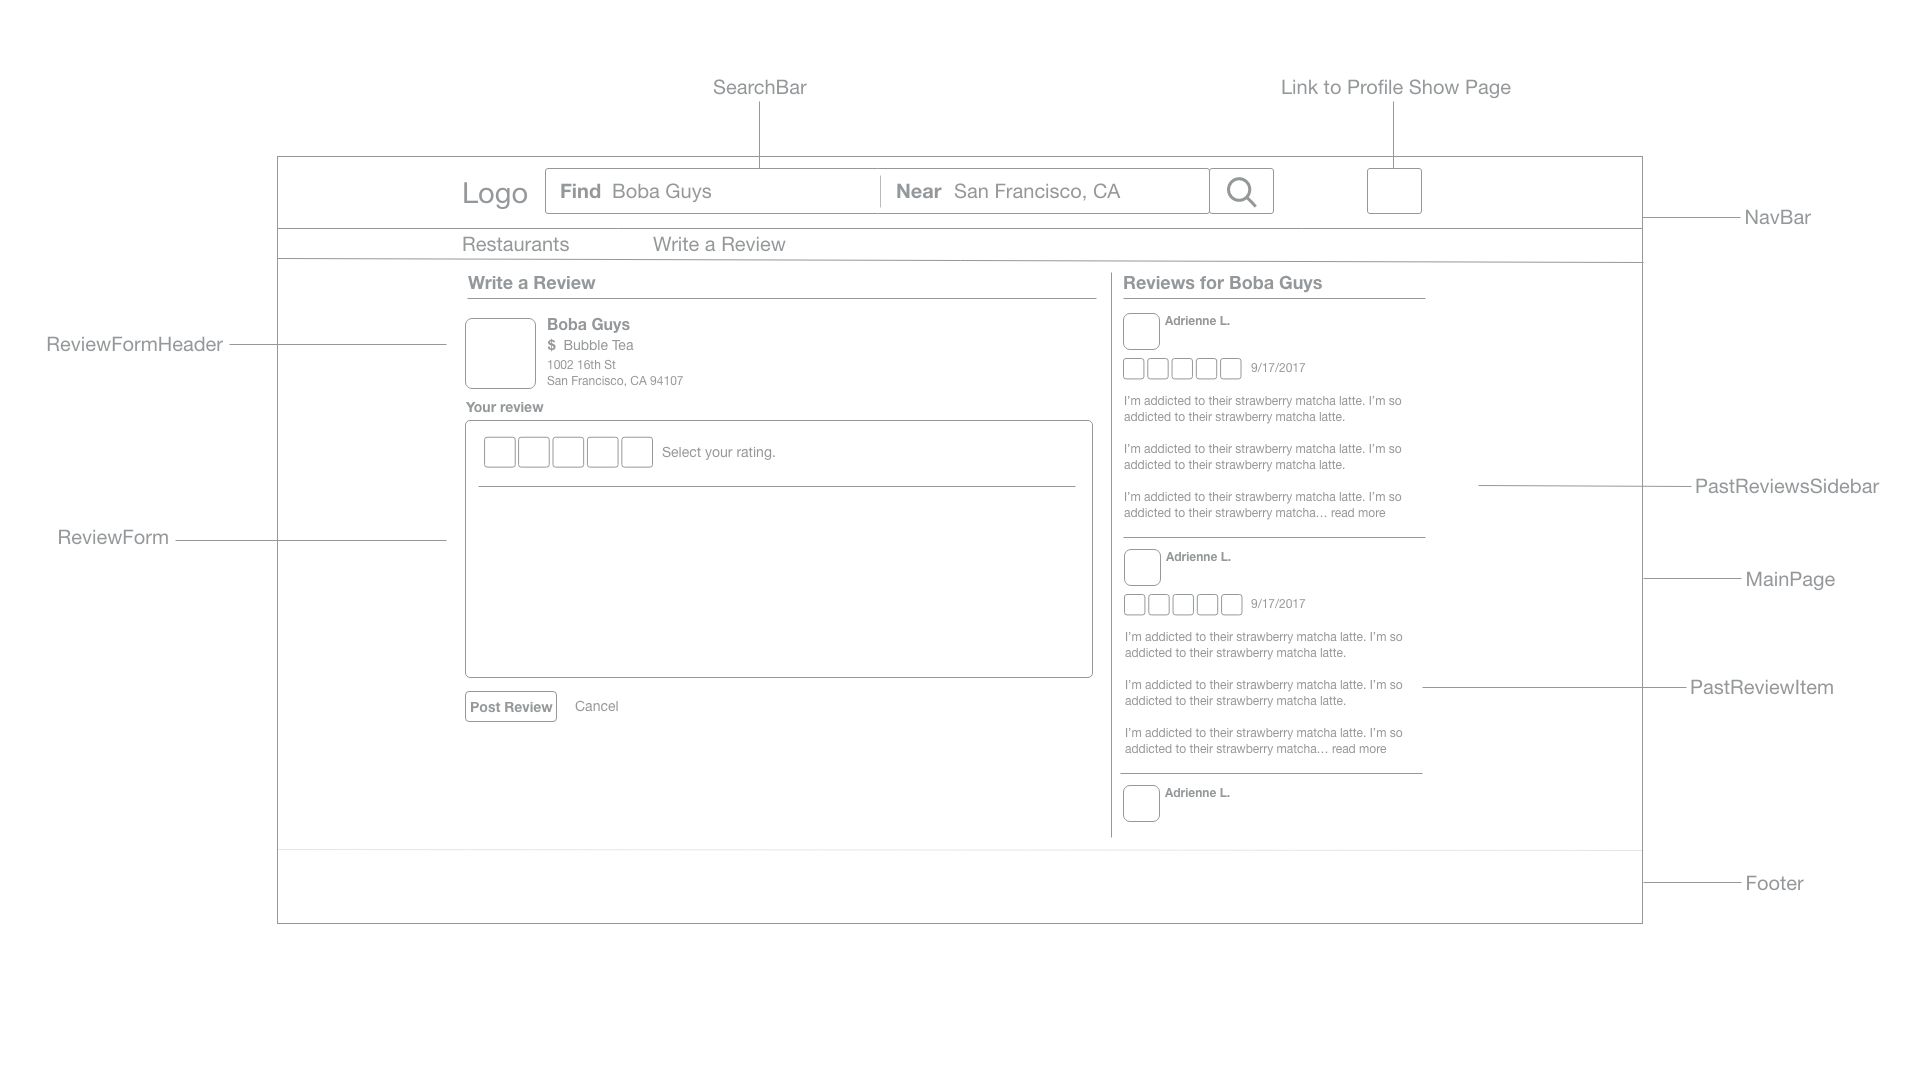 SearchBar
Link to Profile Show Page
Logo
Find Boba Guys
Near San Francisco, CA
NavBar
Restaurants
Write a Review
Write a Review
ReviewFormHeader
Boba Guys
$ Bubble Tea
1002 16th St
San Francisco, CA 94107
Your review
Select your rating.
ReviewForm
Post Review
Cancel
Reviews for Boba Guys
Adrienne L.
9/17/2017
I'm addicted to their strawberry matcha latte. I'm so
addicted to their strawberry matcha latte.
I'm addicted to their strawberry matcha latte. I'm so
addicted to their strawberry matcha latte.
I'm addicted to their strawberry matcha latte. I'm so
addicted to their strawberry matcha... read more
Adrienne L.
9/17/2017
I'm addicted to their strawberry matcha latte. I'm so
addicted to their strawberry matcha latte.
I'm addicted to their strawberry matcha latte. I'm so
addicted to their strawberry matcha latte.
I'm addicted to their strawberry matcha latte. I'm so
addicted to their strawberry matcha... read more
Adrienne L.
PastReviewsSidebar
MainPage
PastReviewItem
Footer